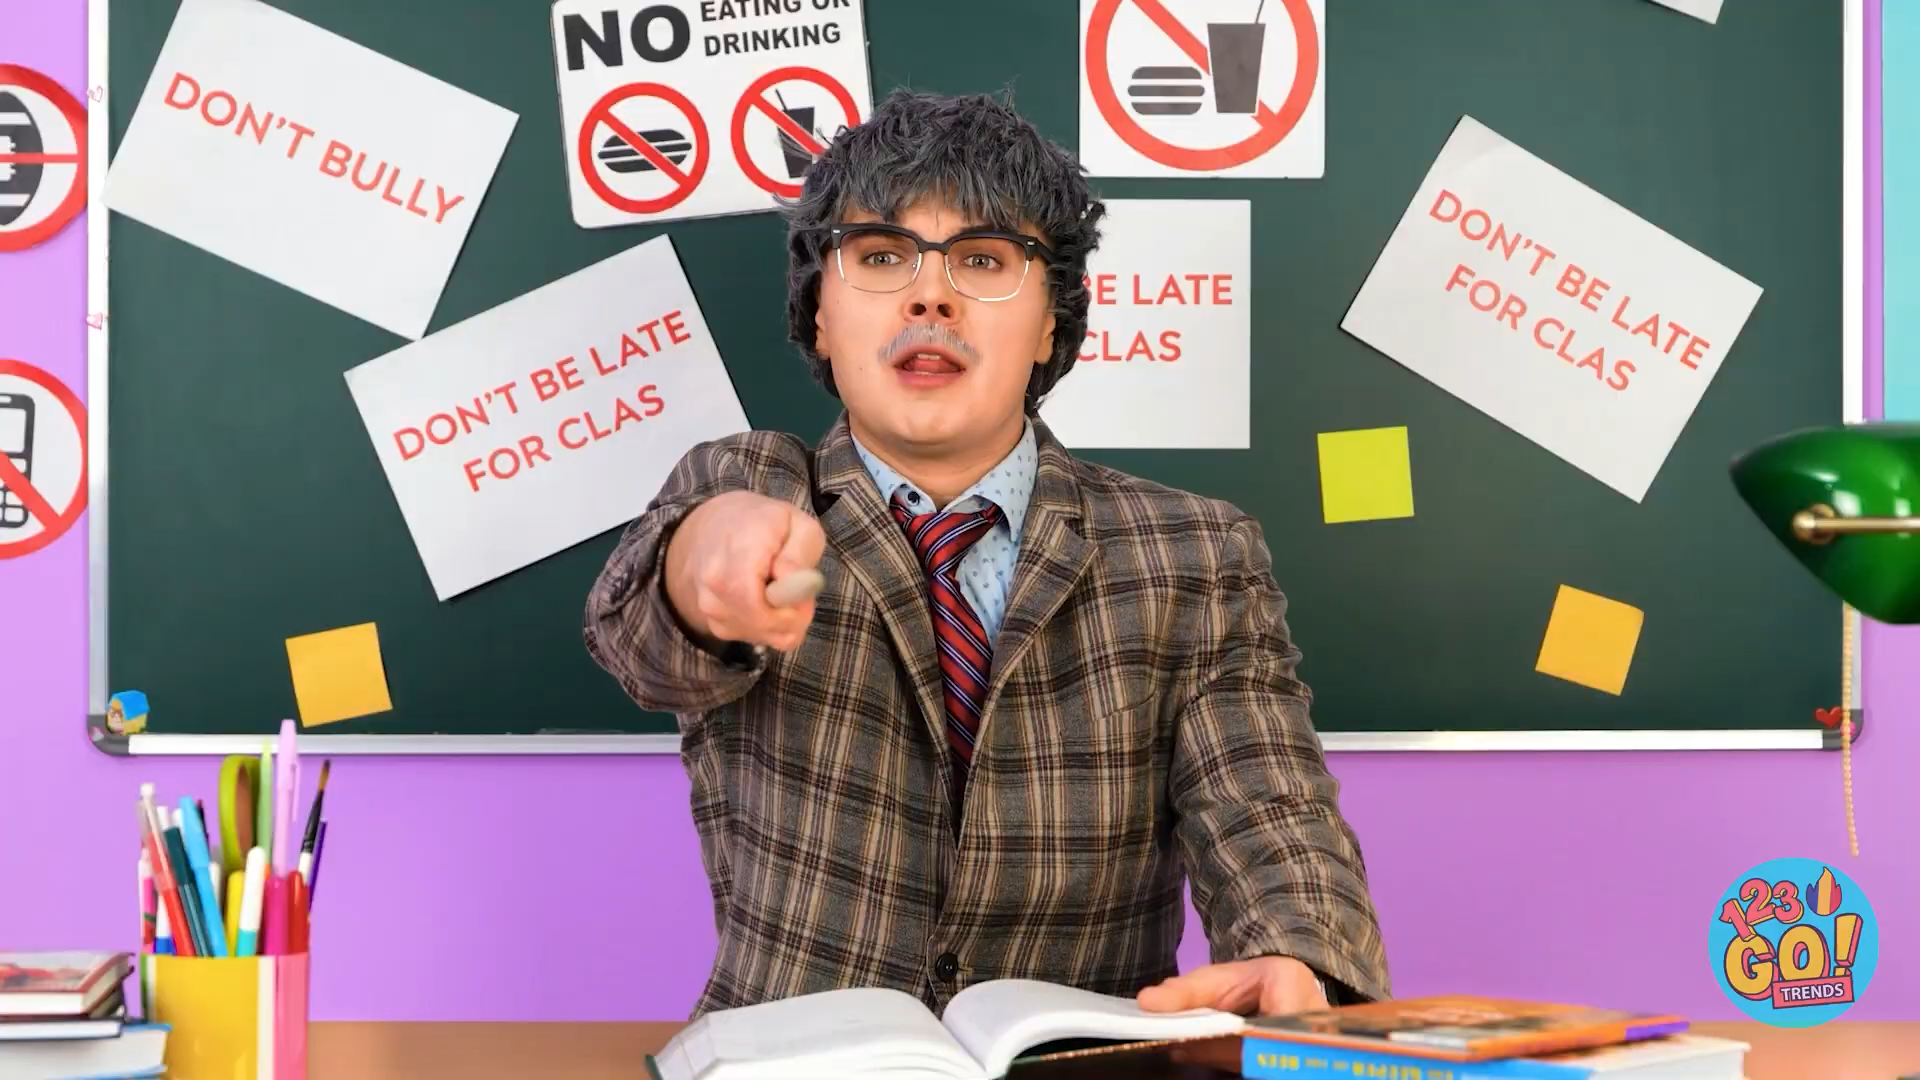 NO EATING OR
DRINKING
DON'T BULLY
DON'T BE LATE
FOR CLAS
BE LATE
CLAS
DON'T BE LATE
FOR CLAS
123
GO!
TRENDS